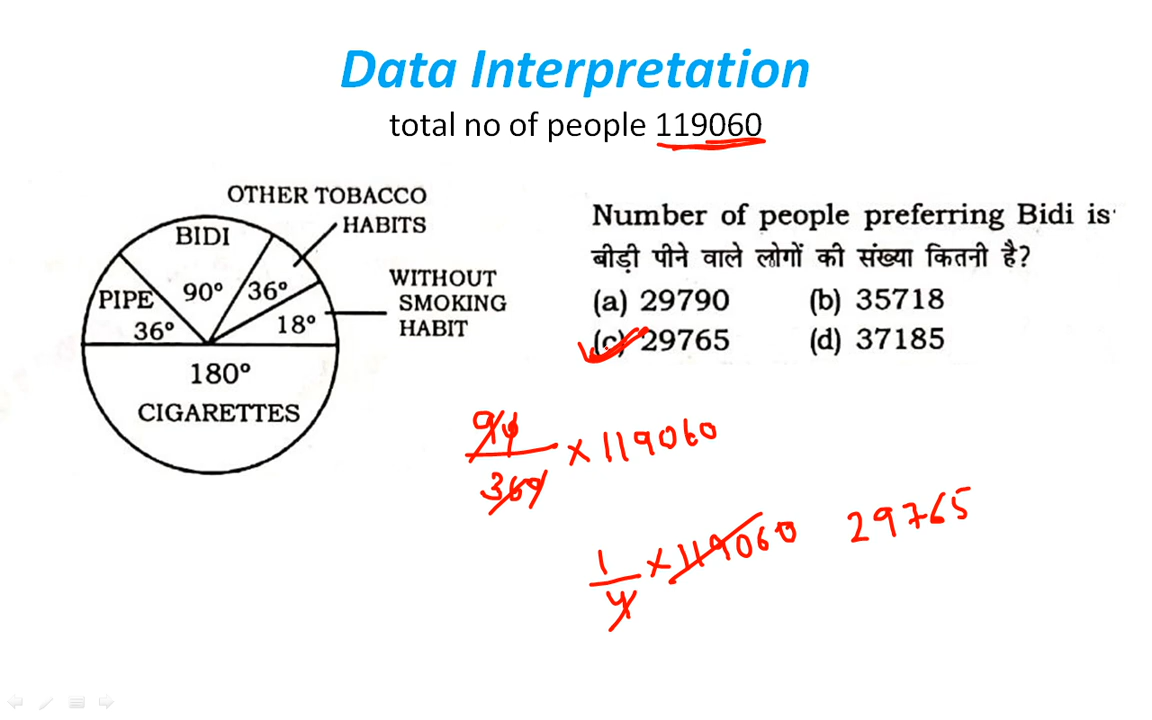 Data Interpretation
total no of people 119060
OTHER TOBACCO
HABITS
BIDI
WITHOUT
SMOKING
HABIT
PIPE
90°
36°
36°
18°
180°
CIGARETTES
Number of people preferring Bidi is
बीड़ी पीने वाले लोगों की संख्या कितनी है?
(a) 29790 (b) 35718
(c) 29765 (d) 37185
90
360
× 119060
1
4
× 119060 29765